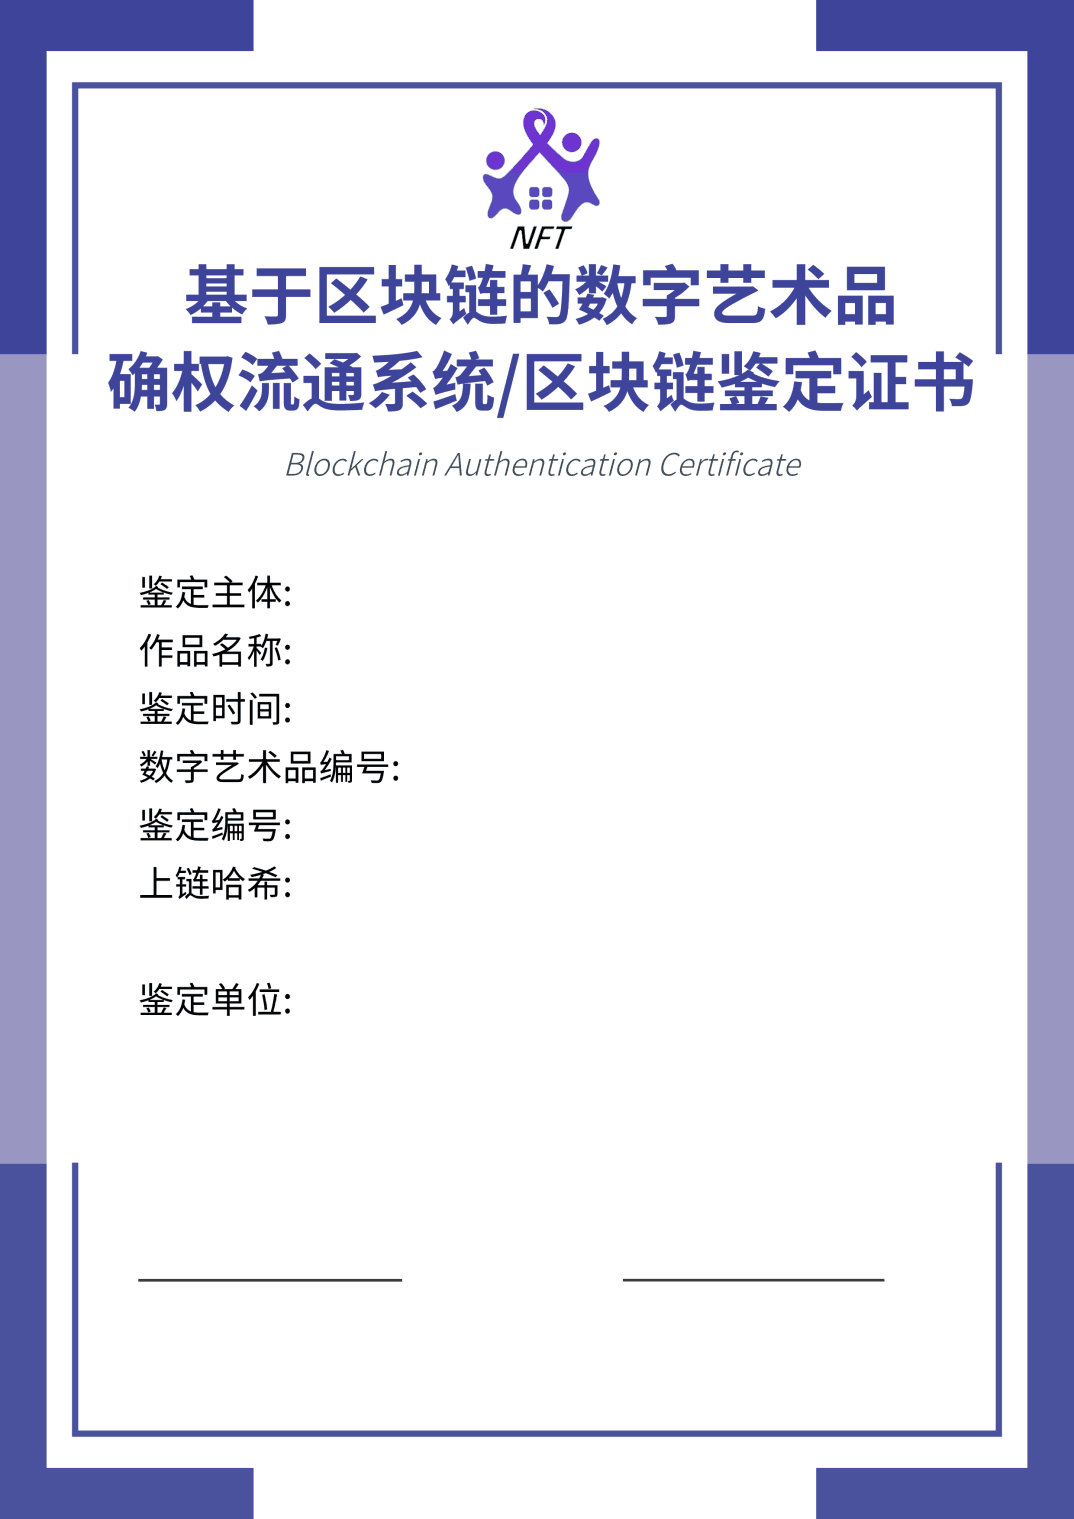 NFT
基于区块链的数字艺术品
确权流通系统/区块链鉴定证书
Blockchain Authentication Certificate
鉴定主体:
作品名称:
鉴定时间:
数字艺术品编号:
鉴定编号:
上链哈希:
鉴定单位: